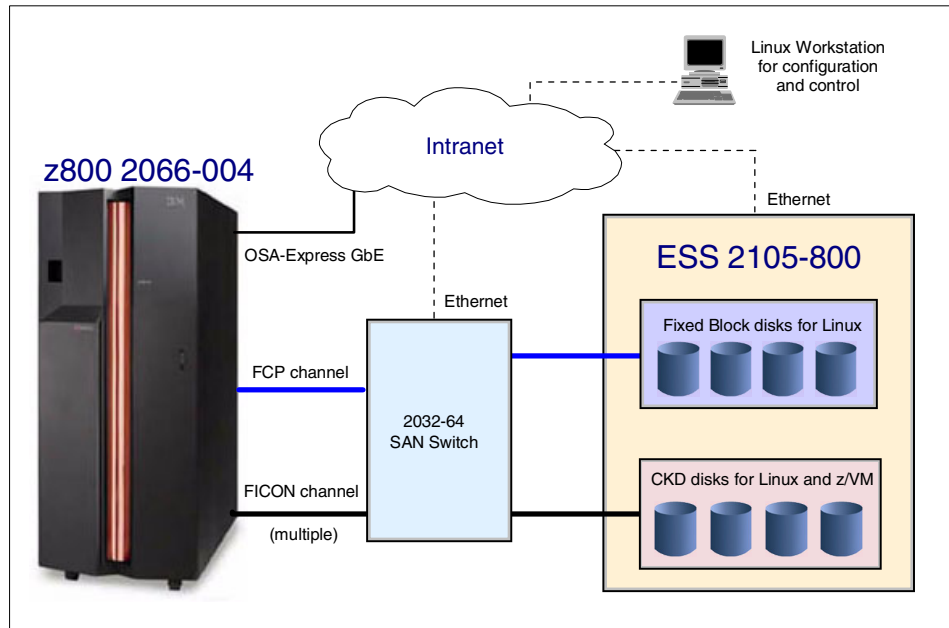 Linux Workstation
for configuration
and control
Intranet
z800 2066-004
IBM
Ethernet
OSA-Express GbE
ESS 2105-800
Ethernet
Fixed Block disks for Linux
FCP channel
2032-64
SAN Switch
FICON channel
(multiple)
CKD disks for Linux and z/VM